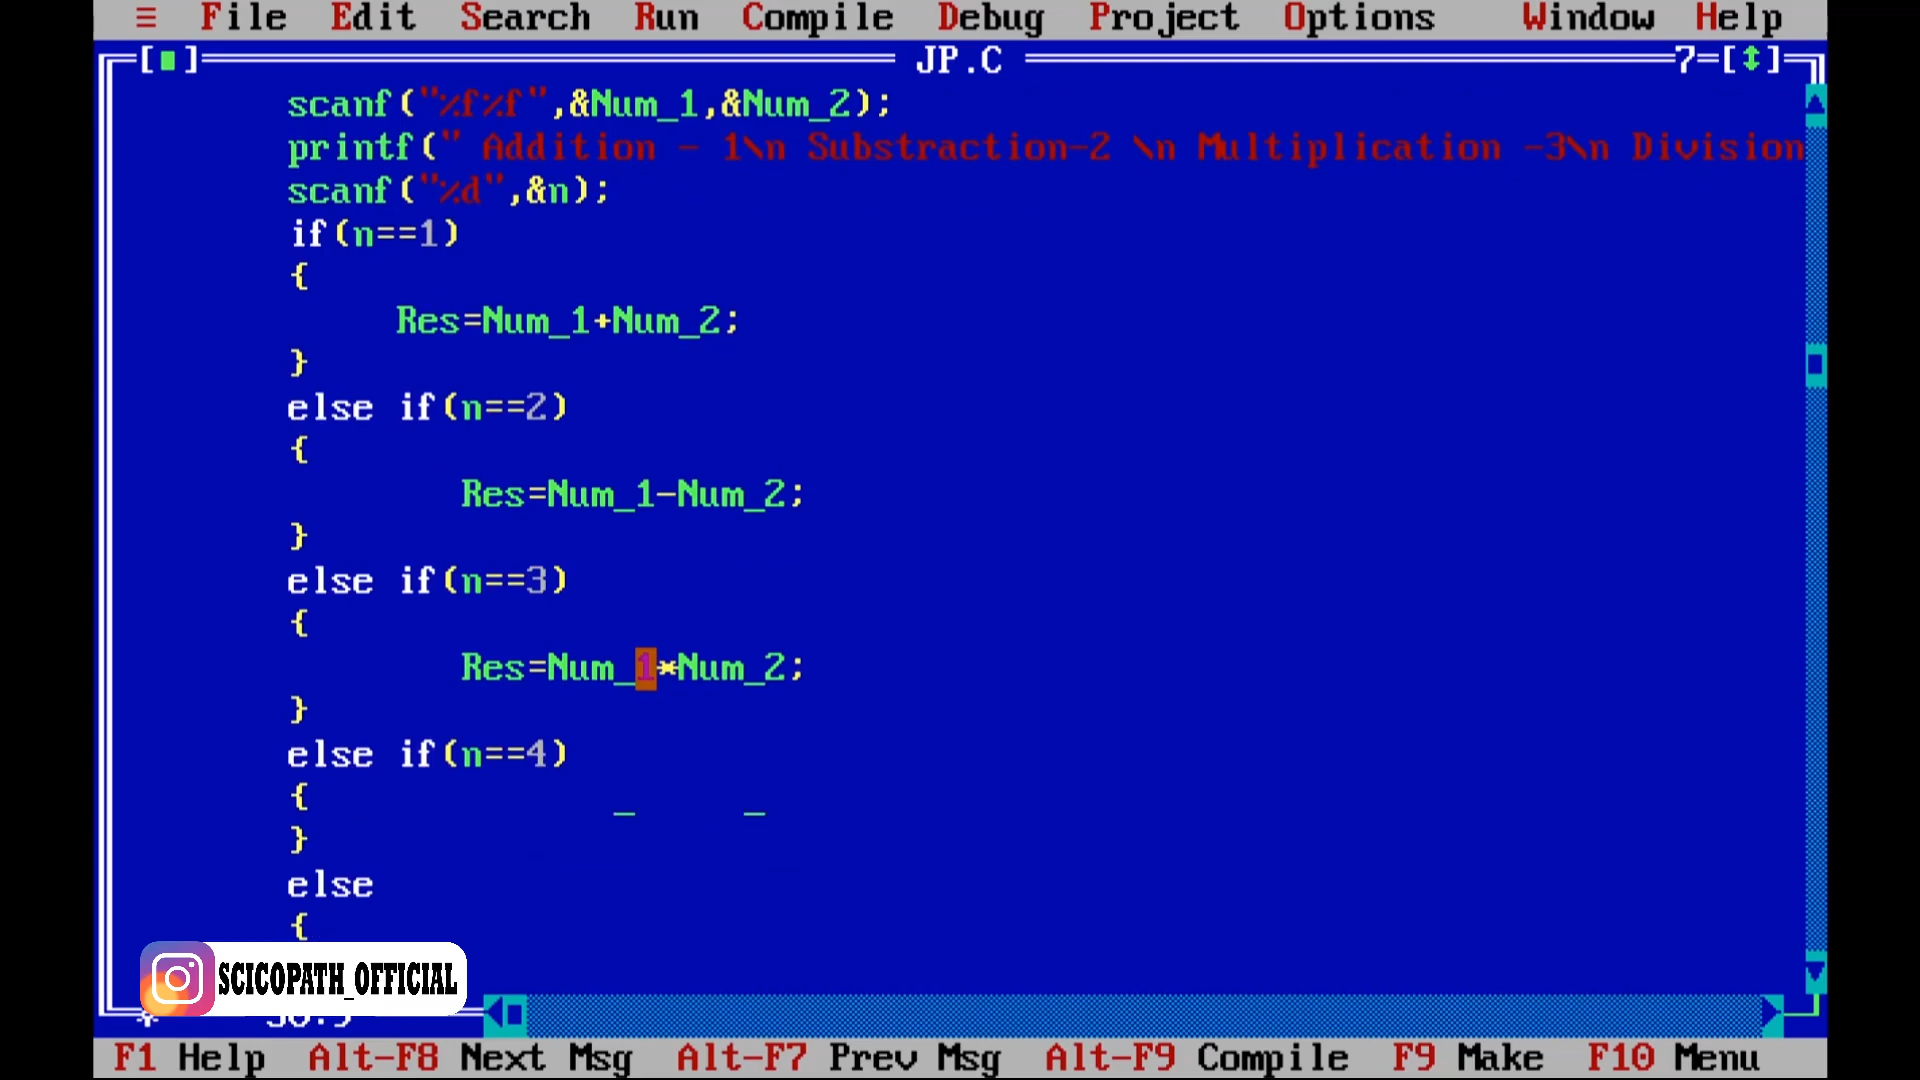 ≡ File Edit Search Run Compile Debug Project Options Window Help
[■] JP.C 7=[↕]
scanf("%f%f",&Num_1,&Num_2);
printf(" Addition - 1\n Substraction-2 \n Multiplication -3\n Division
scanf("%d",&n);
if(n==1)
{
Res=Num_1+Num_2;
}
else if(n==2)
{
Res=Num_1-Num_2;
}
else if(n==3)
{
Res=Num_1*Num_2;
}
else if(n==4)
{
_ _
}
else
{
SCICOPATH_OFFICIAL
F1 Help Alt-F8 Next Msg Alt-F7 Prev Msg Alt-F9 Compile F9 Make F10 Menu